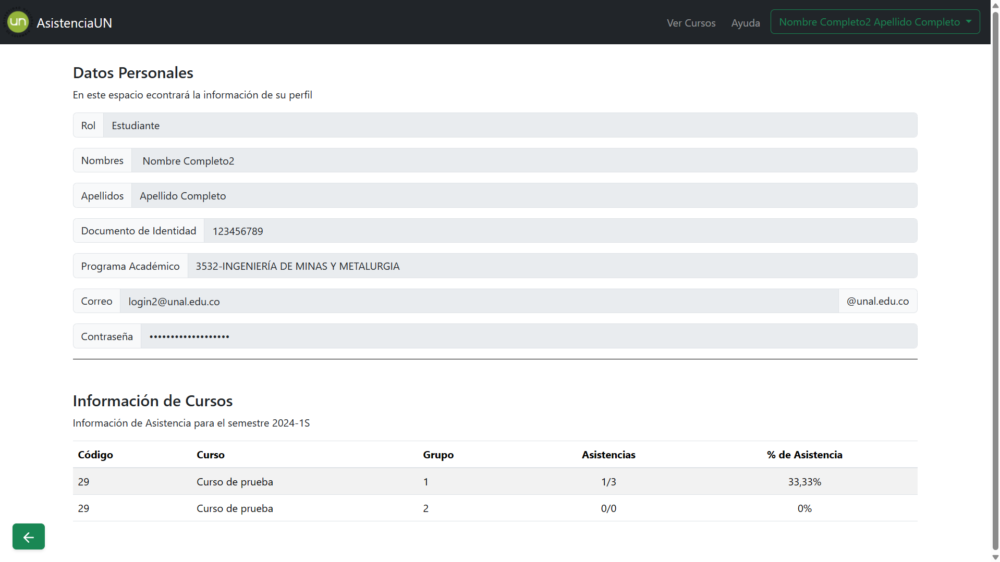 un AsistenciaUN Ver Cursos Ayuda Nombre Completo2 Apellido Completo
Datos Personales
En este espacio econtrará la información de su perfil
Rol Estudiante
Nombres Nombre Completo2
Apellidos Apellido Completo
Documento de Identidad 123456789
Programa Académico 3532-INGENIERÍA DE MINAS Y METALURGIA
Correo login2@unal.edu.co @unal.edu.co
Contraseña •••••••••••••••••••
Información de Cursos
Información de Asistencia para el semestre 2024-1S
Código Curso Grupo Asistencias % de Asistencia
29 Curso de prueba 1 1/3 33,33%
29 Curso de prueba 2 0/0 0%